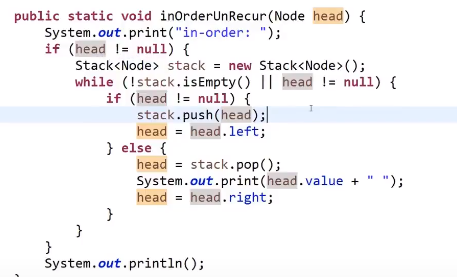 public static void inOrderUnRecur(Node head) {
    System.out.print("in-order: ");
    if (head != null) {
        Stack<Node> stack = new Stack<Node>();
        while (!stack.isEmpty() || head != null) {
            if (head != null) {
                stack.push(head);
                head = head.left;
            } else {
                head = stack.pop();
                System.out.print(head.value + " ");
                head = head.right;
            }
        }
    }
    System.out.println();
}